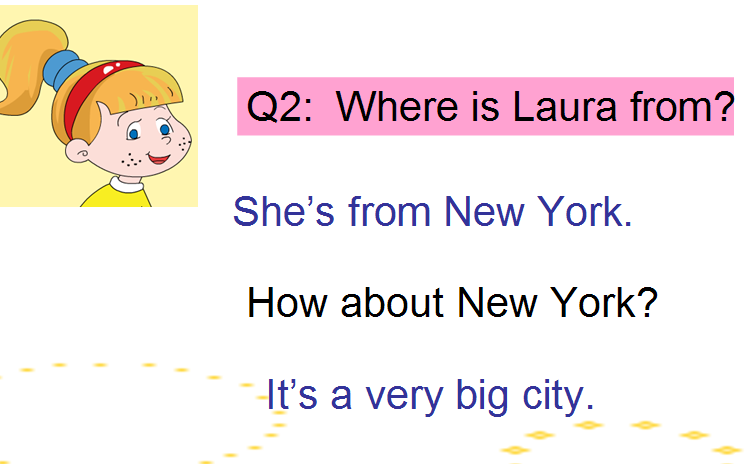 Q2:  Where is Laura from?
She’s from New York.
How about New York?
It’s a very big city.